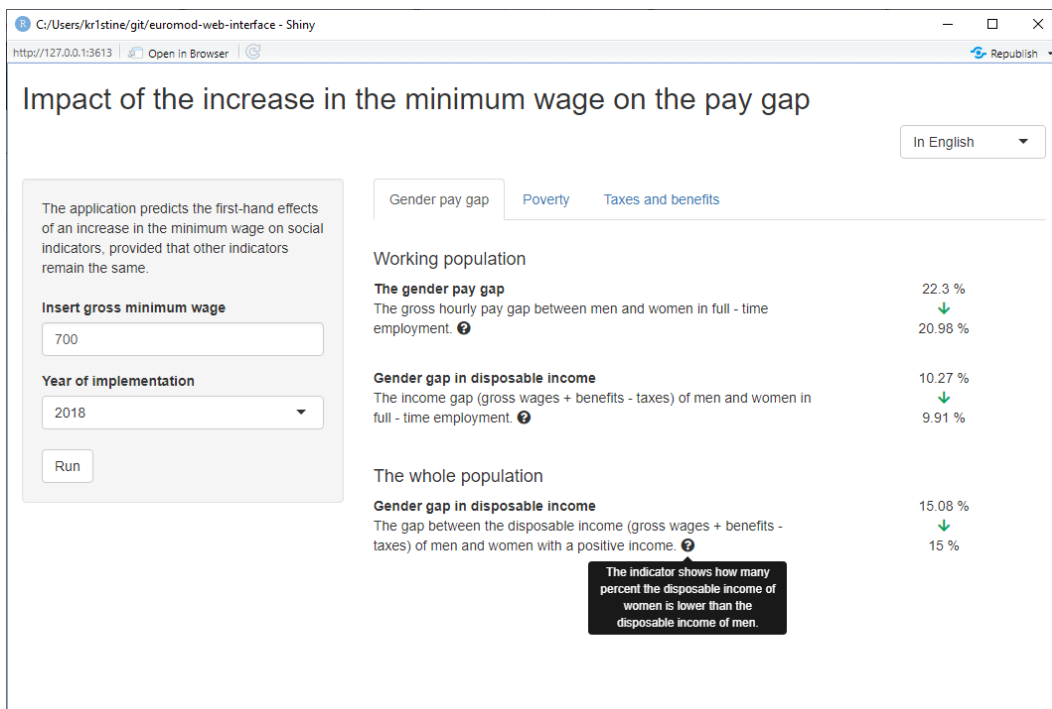 C:/Users/kr1stine/git/euromod-web-interface - Shiny
http://127.0.0.1:3613 Open in Browser Republish
Impact of the increase in the minimum wage on the pay gap
In English
The application predicts the first-hand effects
of an increase in the minimum wage on social
indicators, provided that other indicators
remain the same.
Insert gross minimum wage
700
Year of implementation
2018
Run
Gender pay gap Poverty Taxes and benefits
Working population
The gender pay gap 22.3 %
The gross hourly pay gap between men and women in full - time
employment. 20.98 %
Gender gap in disposable income 10.27 %
The income gap (gross wages + benefits - taxes) of men and women in
full - time employment. 9.91 %
The whole population
Gender gap in disposable income 15.08 %
The gap between the disposable income (gross wages + benefits -
taxes) of men and women with a positive income. 15 %
The indicator shows how many
percent the disposable income of
women is lower than the
disposable income of men.